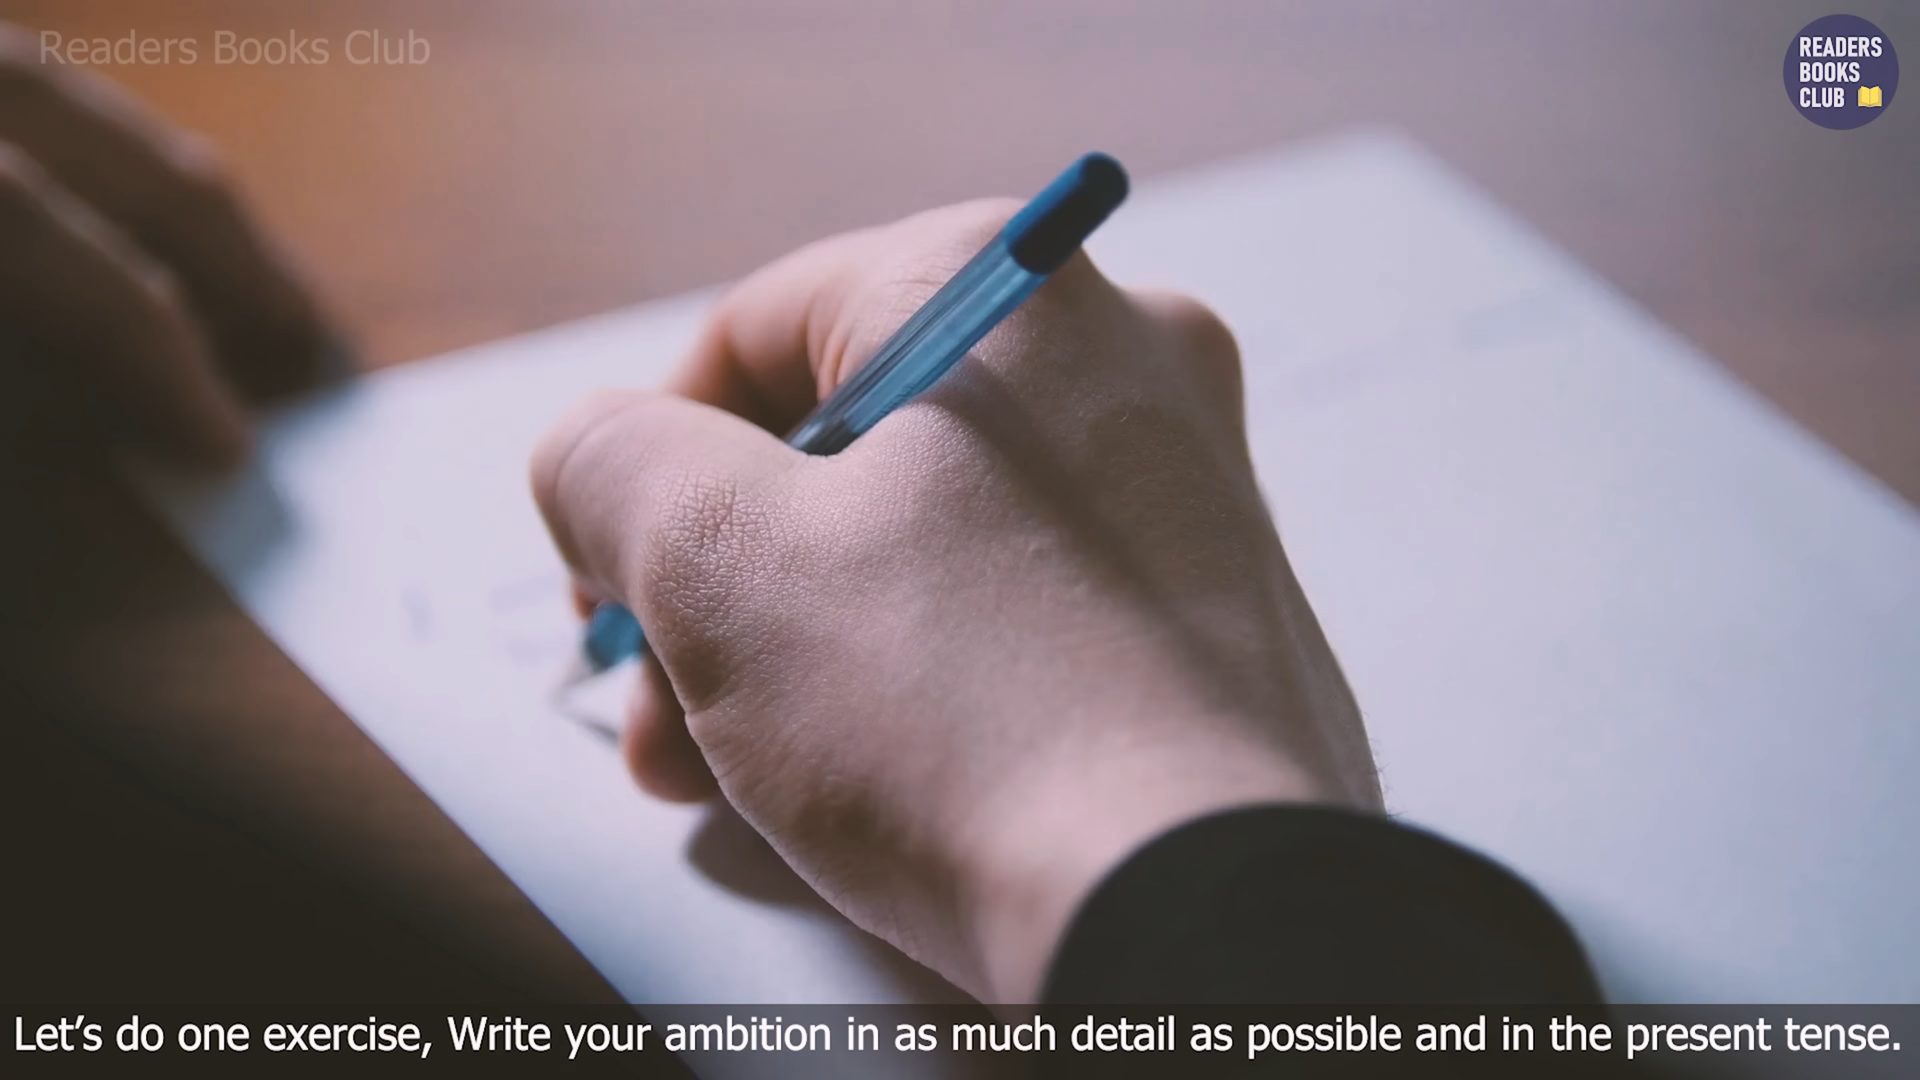 Readers Books Club
READERS
BOOKS
CLUB
Let’s do one exercise, Write your ambition in as much detail as possible and in the present tense.